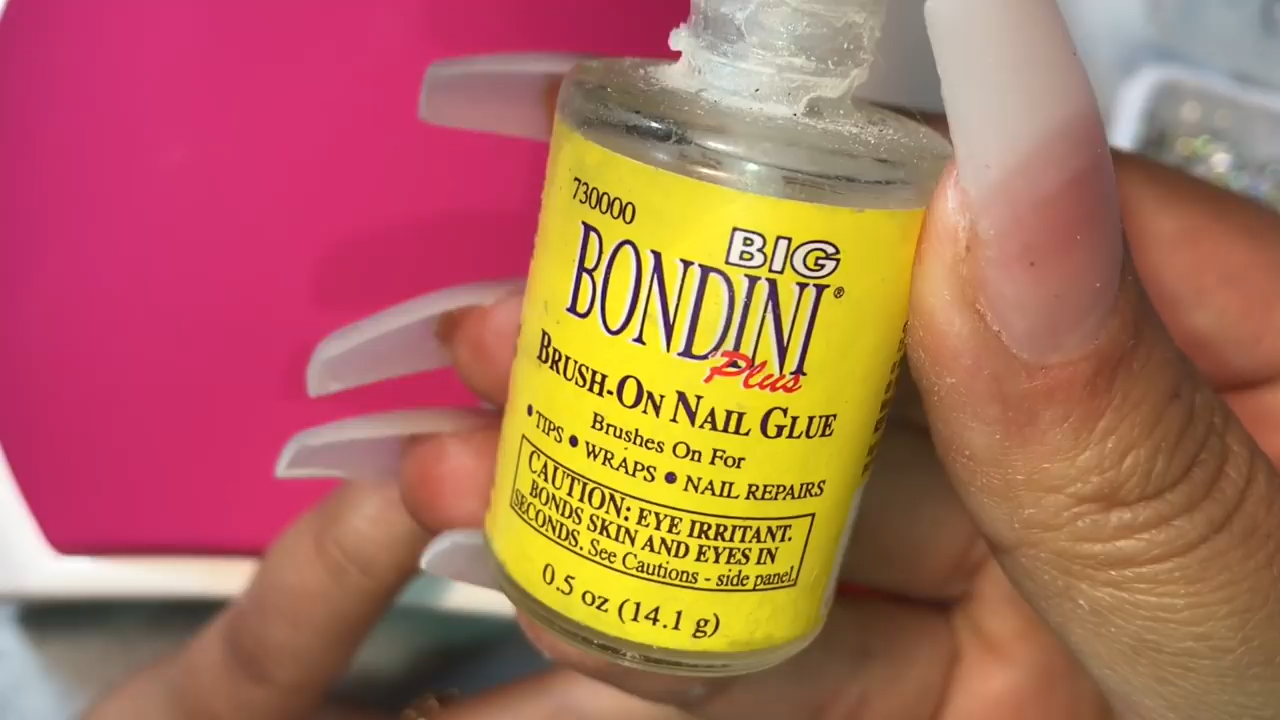 730000
BIG
BONDINI®
Plus
BRUSH-ON NAIL GLUE
Brushes On For
• TIPS • WRAPS • NAIL REPAIRS
CAUTION: EYE IRRITANT.
BONDS SKIN AND EYES IN
SECONDS. See Cautions - side panel.
0.5 oz (14.1 g)